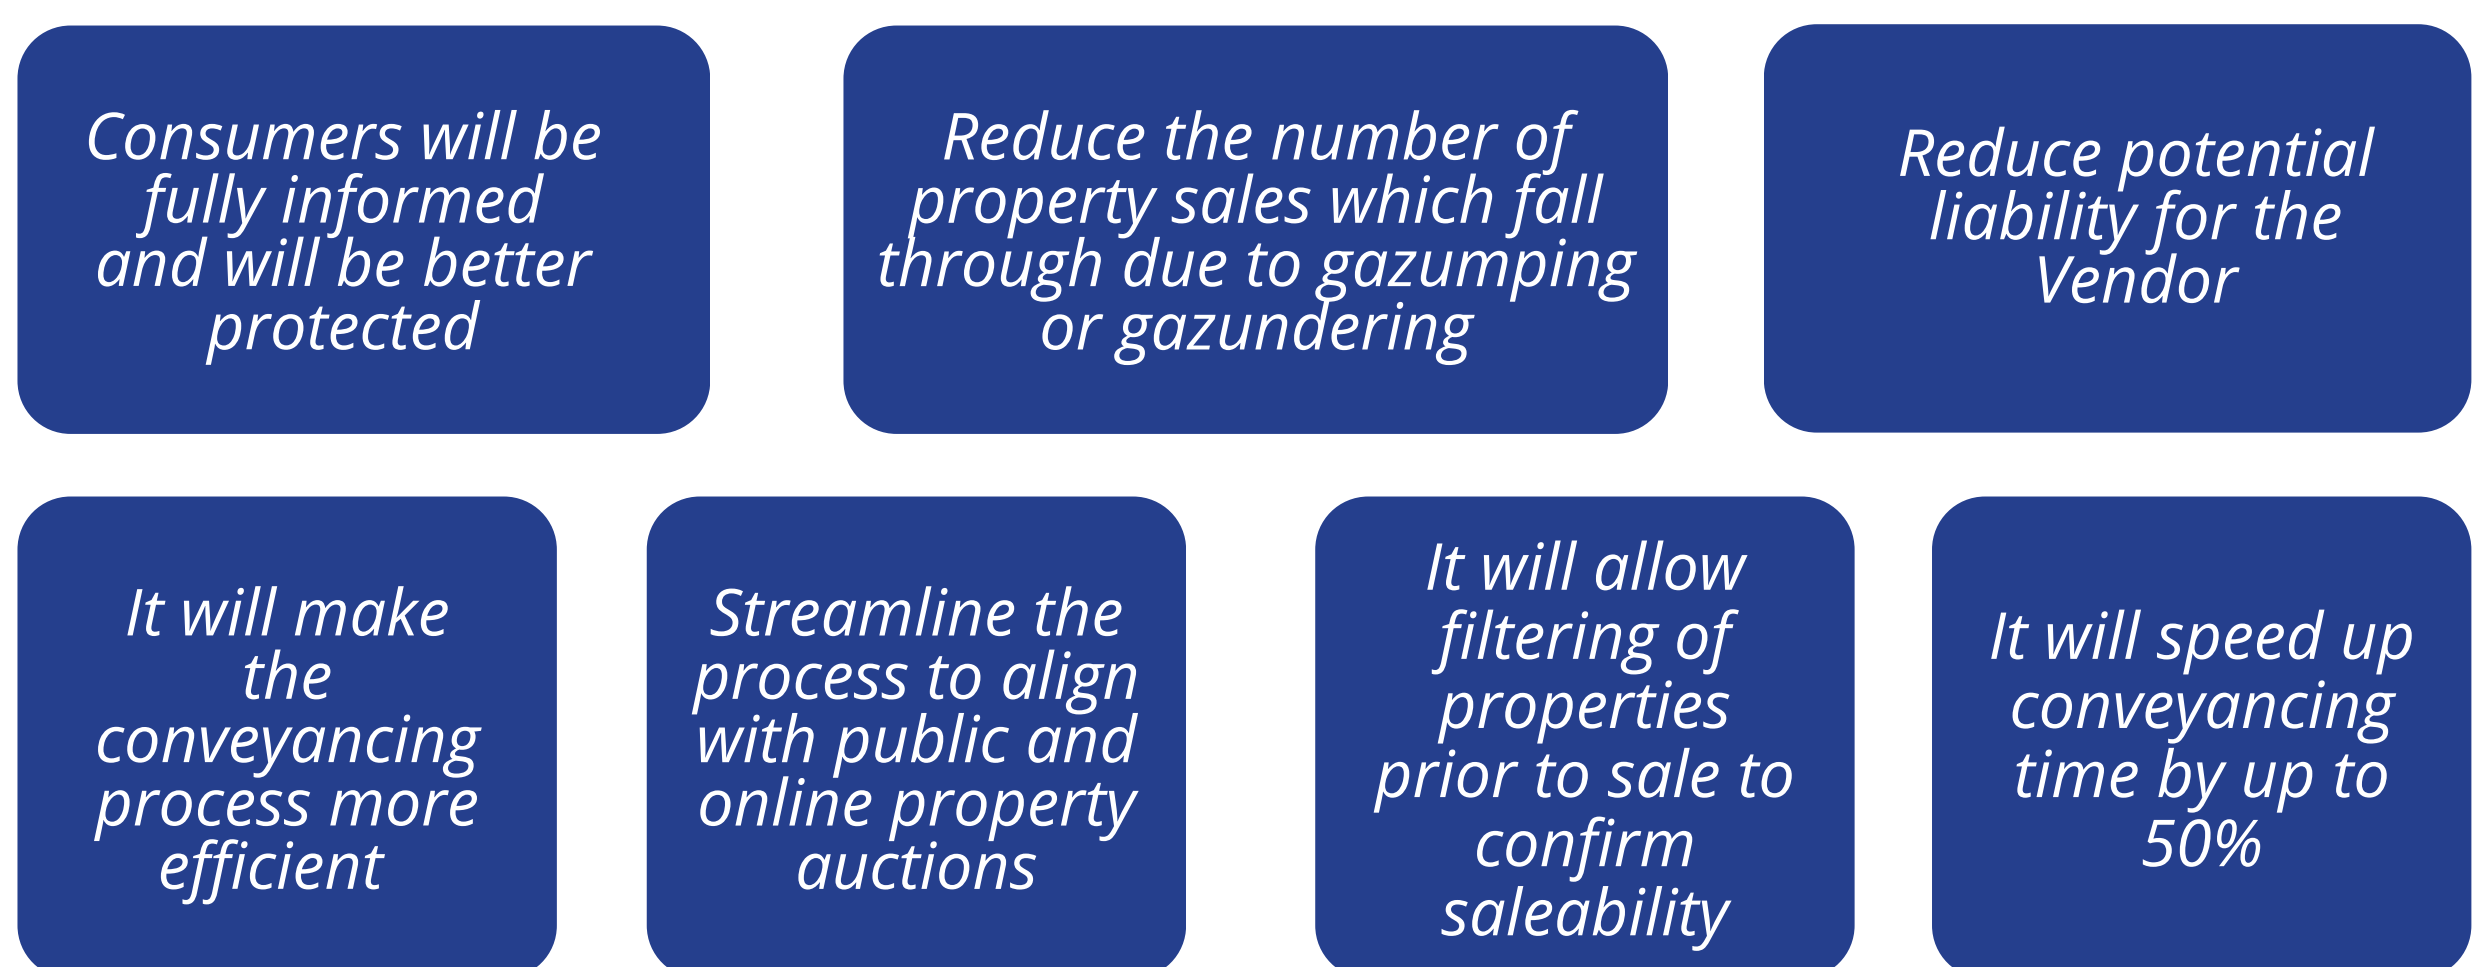 Consumers will be
fully informed
and will be better
protected
Reduce the number of
property sales which fall
through due to gazumping
or gazundering
Reduce potential
liability for the
Vendor
It will make
the
conveyancing
process more
efficient
Streamline the
process to align
with public and
online property
auctions
It will allow
filtering of
properties
prior to sale to
confirm
saleability
It will speed up
conveyancing
time by up to
50%